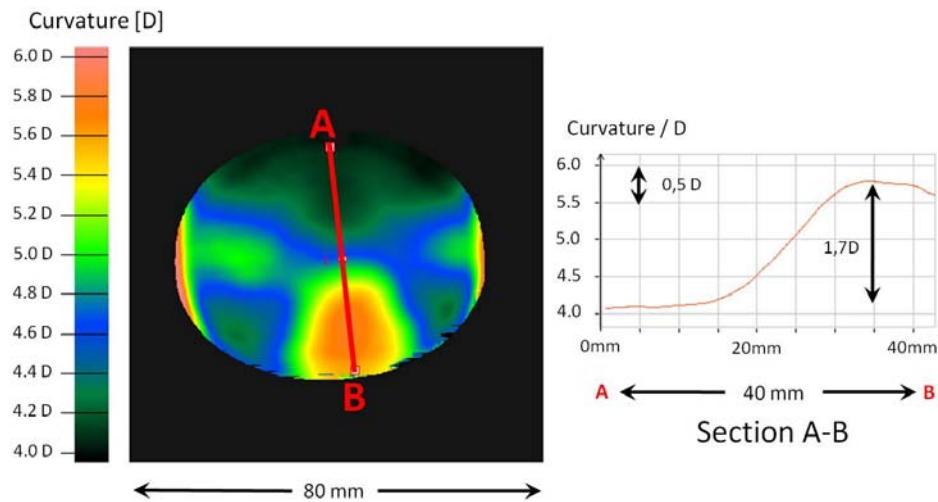 Curvature [D]
6.0 D
5.8 D
5.6 D
5.4 D
5.2 D
5.0 D
4.8 D
4.6 D
4.4 D
4.2 D
4.0 D
A
B
80 mm
Curvature / D
6.0
5.5
5.0
4.5
4.0
0,5 D
1,7D
0mm
20mm
40mm
A
40 mm
B
Section A-B